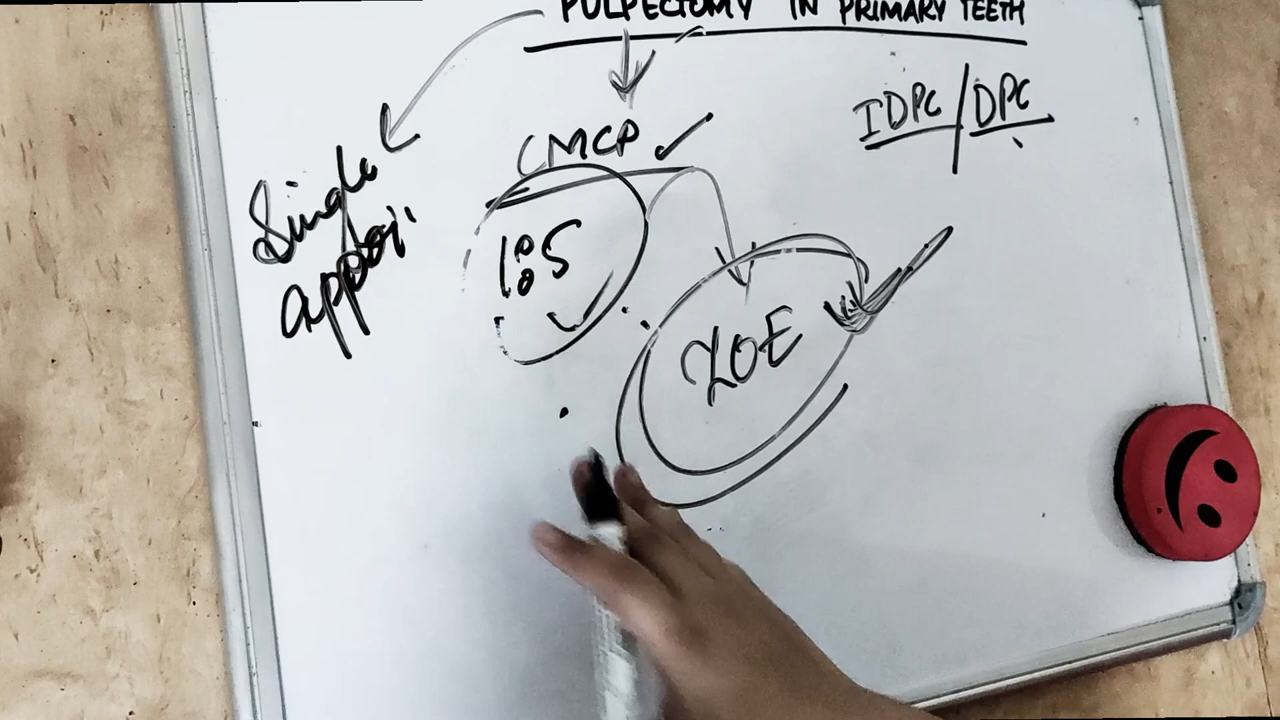 PULPECTOMY IN PRIMARY TEETH
IDPC/DPC
CMCP
Single
appoi
1:5
ZOE